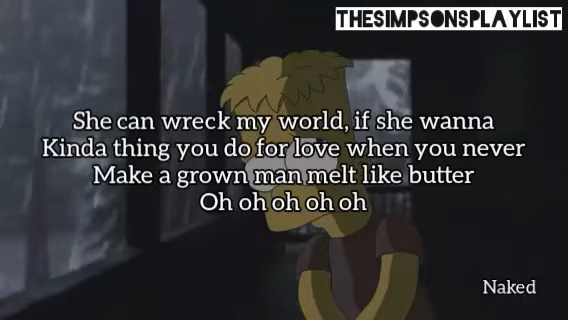 THESIMPSONSPLAYLIST
She can wreck my world, if she wanna
Kinda thing you do for love when you never
Make a grown man melt like butter
Oh oh oh oh oh
Naked